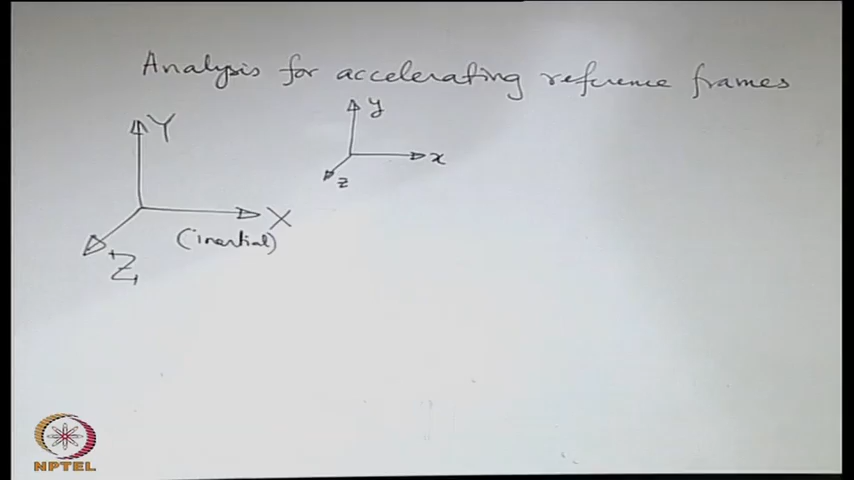 Analysis for accelerating reference frames
Y
y
x
z
X
(inertial)
Z
NPTEL